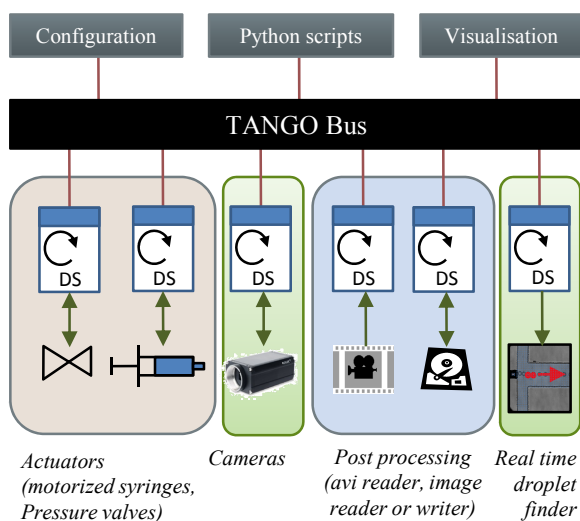 Configuration
Python scripts
Visualisation
TANGO Bus
DS
DS
DS
DS
DS
DS
Actuators
(motorized syringes,
Pressure valves)
Cameras
Post processing
(avi reader, image
reader or writer)
Real time
droplet
finder